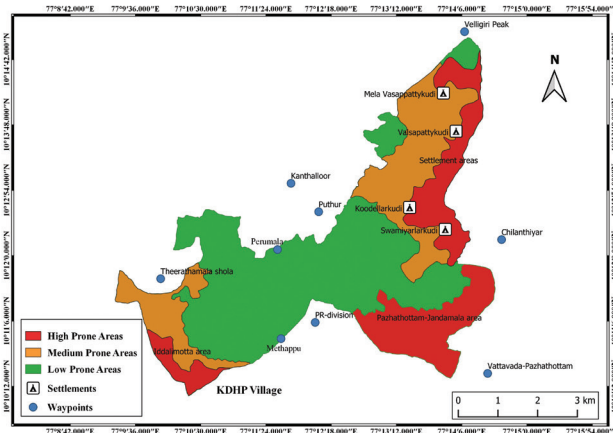 77°8'42.000"E 77°9'36.000"E 77°10'30.000"E 77°11'24.000"E 77°12'18.000"E 77°13'12.000"E 77°14'6.000"E 77°15'0.000"E 77°15'54.000"E
Velligiri Peak
10°14'42.000"N
N
Mela Vasappattykudi
10°13'48.000"N
Valsapattykudi
Settlement areas
Kanthalloor
10°12'54.000"N
Puthur
Koodellarkudi
Swamiyarlarkudi
Chilanthiyar
Perumala
10°12'0.000"N
Theerathamala shola
High Prone Areas
Medium Prone Areas
Low Prone Areas
Settlements
Waypoints
PR-division
Pazhathottam-Jandamala area
10°11'6.000"N
Methappu
Iddalimotta area
Vattavada-Pazhathottam
KDHP Village
10°10'12.000"N
0 1 2 3 km
77°8'42.000"E 77°9'36.000"E 77°10'30.000"E 77°11'24.000"E 77°12'18.000"E 77°13'12.000"E 77°14'6.000"E 77°15'0.000"E 77°15'54.000"E